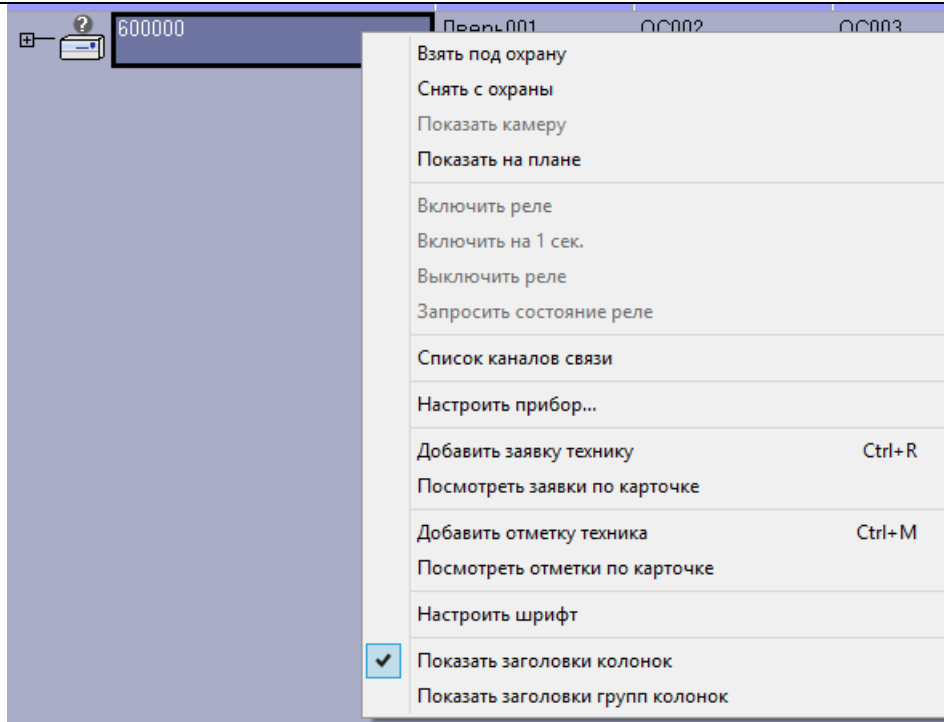 600000 Дверь001 ОС002 ОС003
Взять под охрану
Снять с охраны
Показать камеру
Показать на плане
Включить реле
Включить на 1 сек.
Выключить реле
Запросить состояние реле
Список каналов связи
Настроить прибор...
Добавить заявку технику Ctrl+R
Посмотреть заявки по карточке
Добавить отметку техника Ctrl+M
Посмотреть отметки по карточке
Настроить шрифт
Показать заголовки колонок
Показать заголовки групп колонок